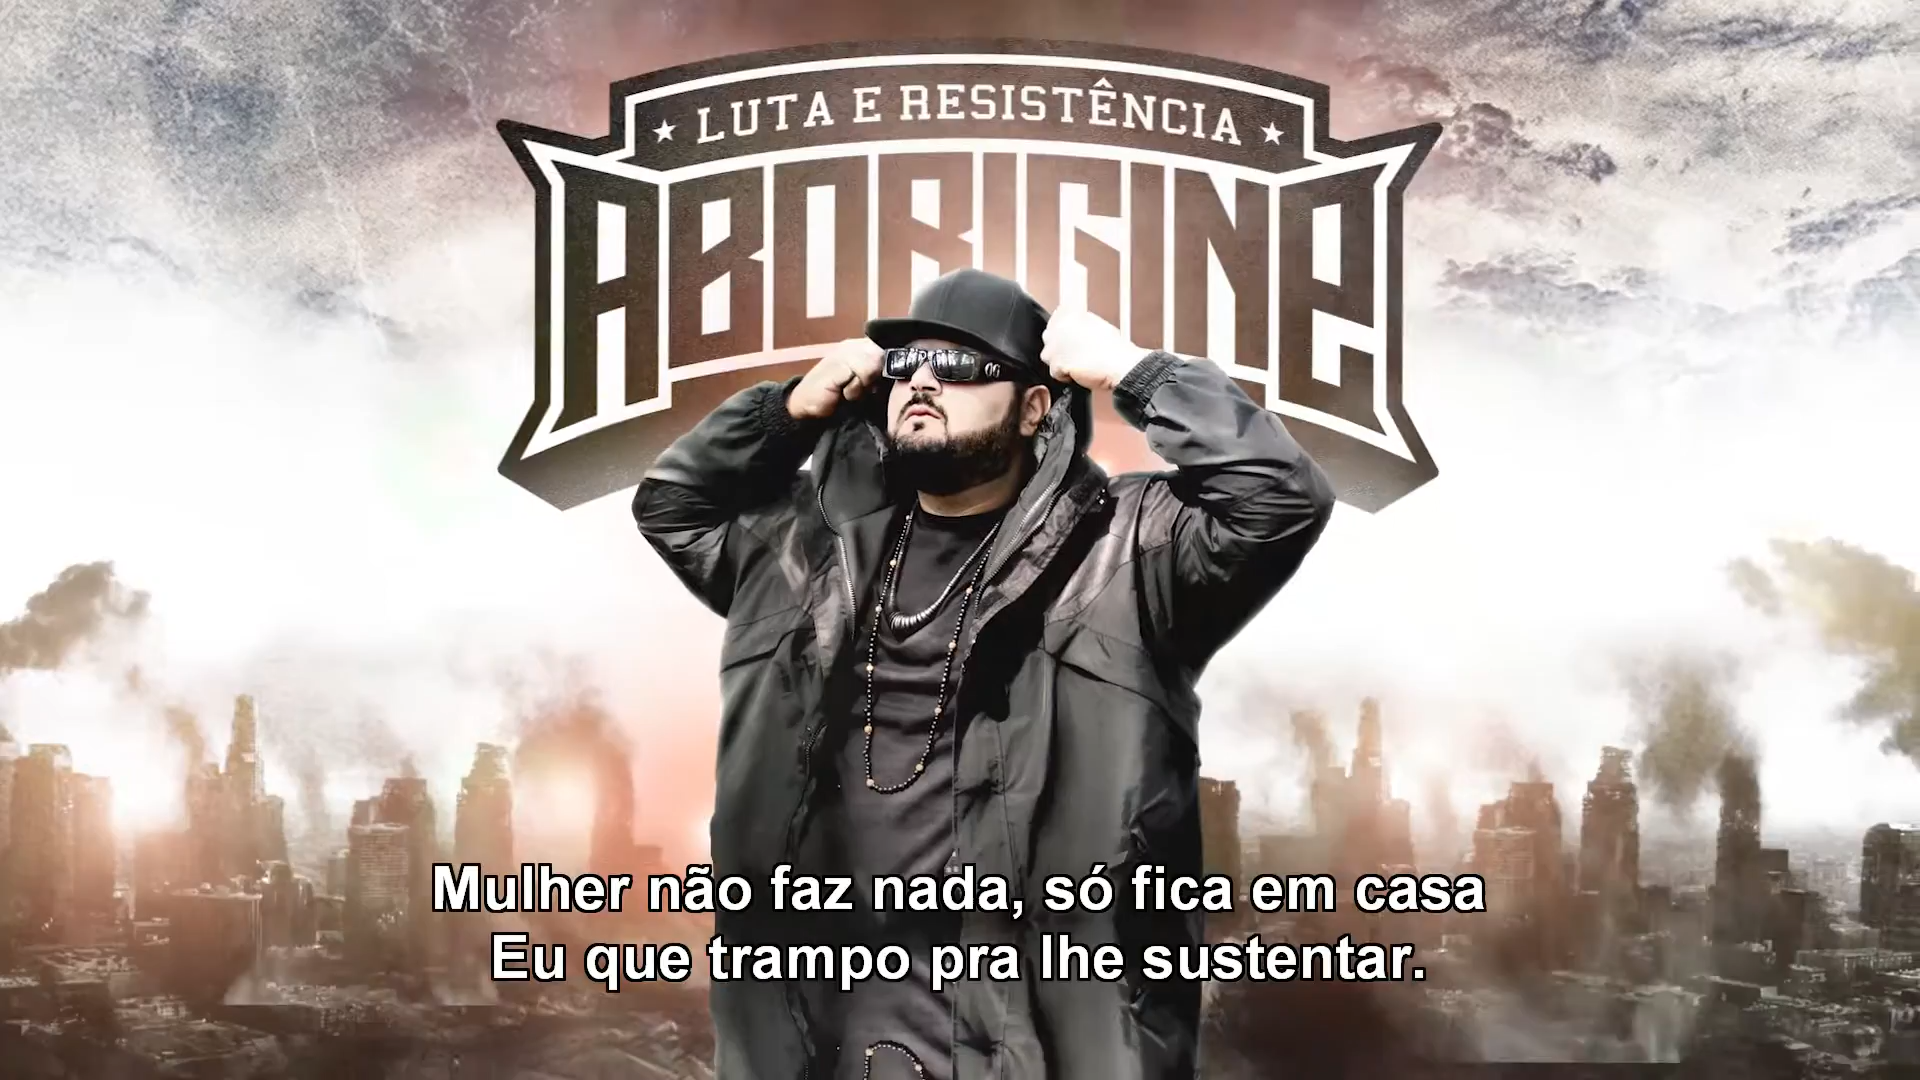 ★ LUTA E RESISTÊNCIA ★
ABORIGINE
Mulher não faz nada, só fica em casa
Eu que trampo pra lhe sustentar.